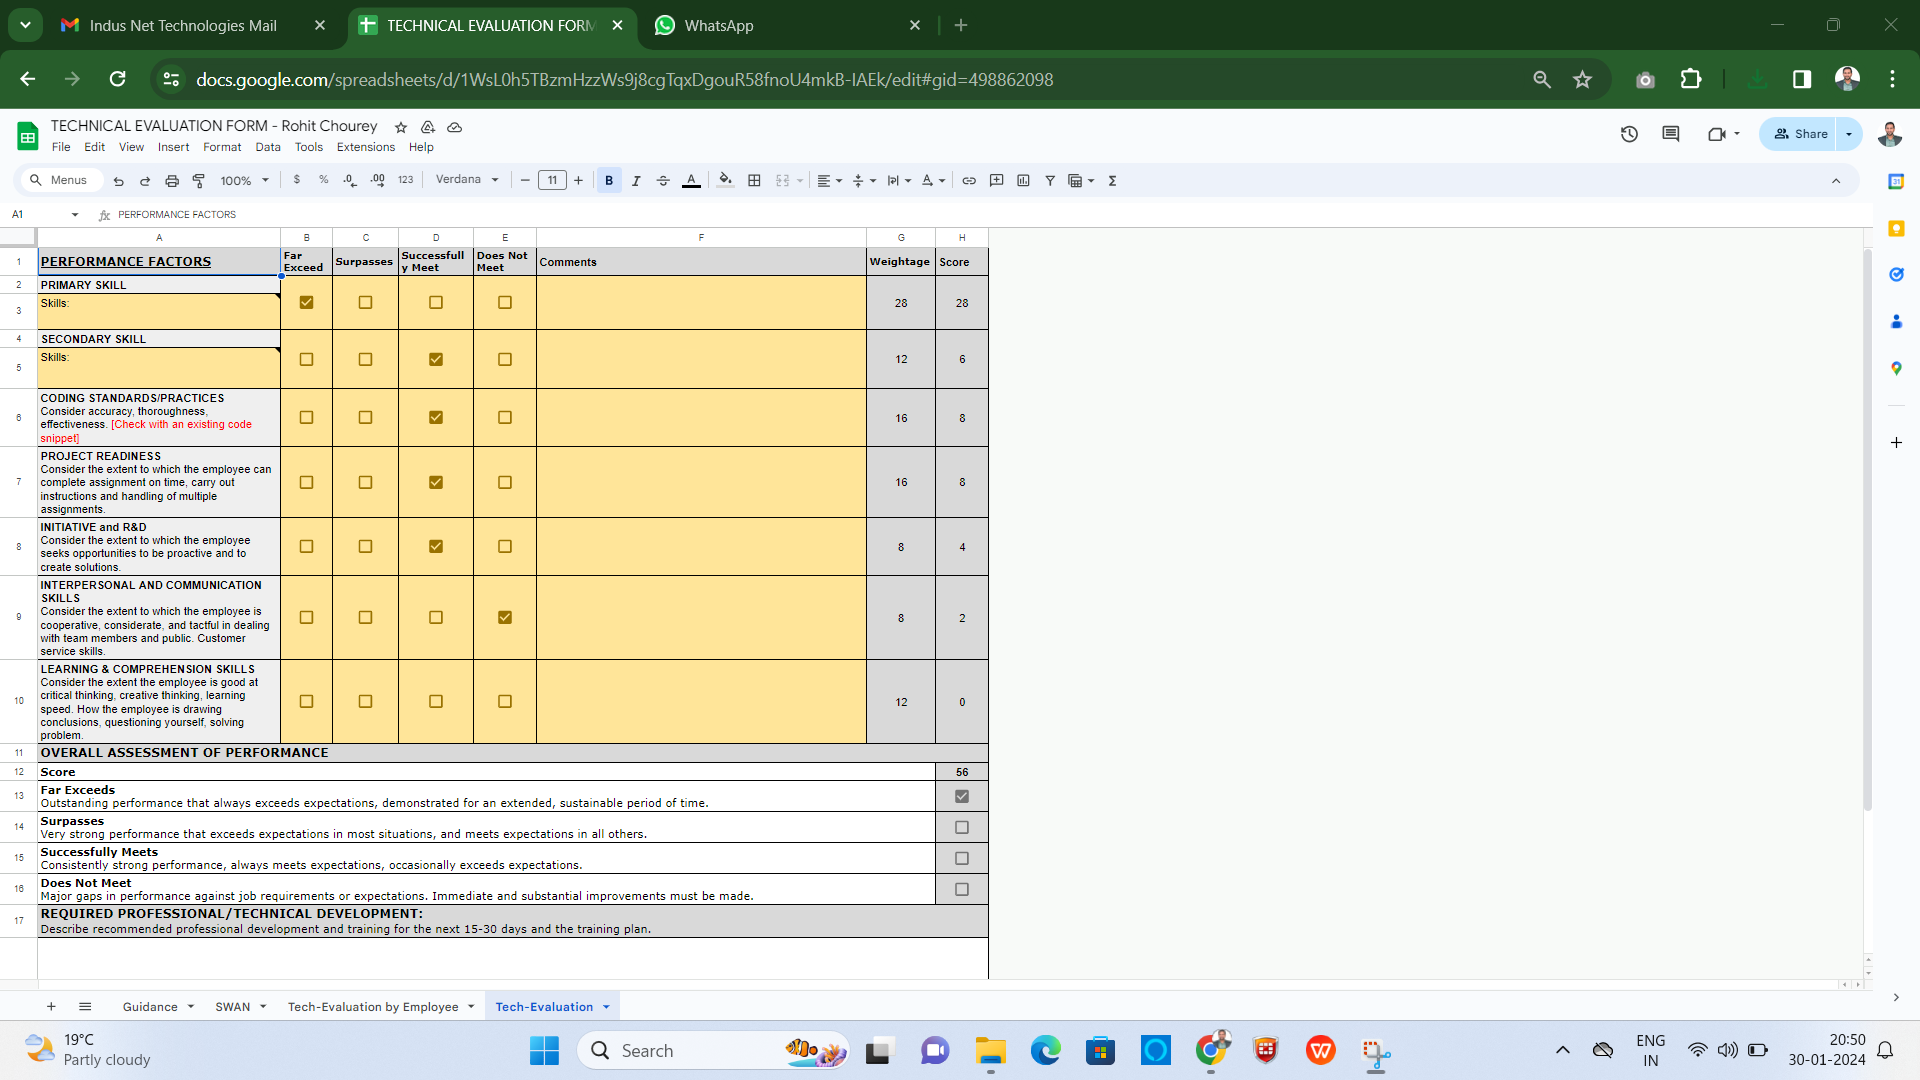 Indus Net Technologies Mail
TECHNICAL EVALUATION FORM
WhatsApp
docs.google.com/spreadsheets/d/1WsL0h5TBzmHzzWs9j8cgTqxDgouR58fnoU4mkB-IAEk/edit#gid=498862098
TECHNICAL EVALUATION FORM - Rohit Chourey
File Edit View Insert Format Data Tools Extensions Help
Share
Menus 100% $ % .0 .00 123 Verdana 11 B I A
A1 fx PERFORMANCE FACTORS
A B C D E F G H
1 PERFORMANCE FACTORS Far Exceed Surpasses Successfull y Meet Does Not Meet Comments Weightage Score
2 PRIMARY SKILL
3 Skills: 28 28
4 SECONDARY SKILL
5 Skills: 12 6
CODING STANDARDS/PRACTICES
Consider accuracy, thoroughness,
6 effectiveness. [Check with an existing code 16 8
snippet]
PROJECT READINESS
Consider the extent to which the employee can
7 complete assignment on time, carry out 16 8
instructions and handling of multiple
assignments.
INITIATIVE and R&D
Consider the extent to which the employee
8 seeks opportunities to be proactive and to 8 4
create solutions.
INTERPERSONAL AND COMMUNICATION
SKILLS
Consider the extent to which the employee is
9 cooperative, considerate, and tactful in dealing 8 2
with team members and public. Customer
service skills.
LEARNING & COMPREHENSION SKILLS
Consider the extent the employee is good at
critical thinking, creative thinking, learning
10 speed. How the employee is drawing 12 0
conclusions, questioning yourself, solving
problem.
11 OVERALL ASSESSMENT OF PERFORMANCE
12 Score 56
13 Far Exceeds
Outstanding performance that always exceeds expectations, demonstrated for an extended, sustainable period of time.
14 Surpasses
Very strong performance that exceeds expectations in most situations, and meets expectations in all others.
15 Successfully Meets
Consistently strong performance, always meets expectations, occasionally exceeds expectations.
16 Does Not Meet
Major gaps in performance against job requirements or expectations. Immediate and substantial improvements must be made.
17 REQUIRED PROFESSIONAL/TECHNICAL DEVELOPMENT:
Describe recommended professional development and training for the next 15-30 days and the training plan.
Guidance SWAN Tech-Evaluation by Employee Tech-Evaluation
19°C
Partly cloudy
Search
ENG
IN
20:50
30-01-2024